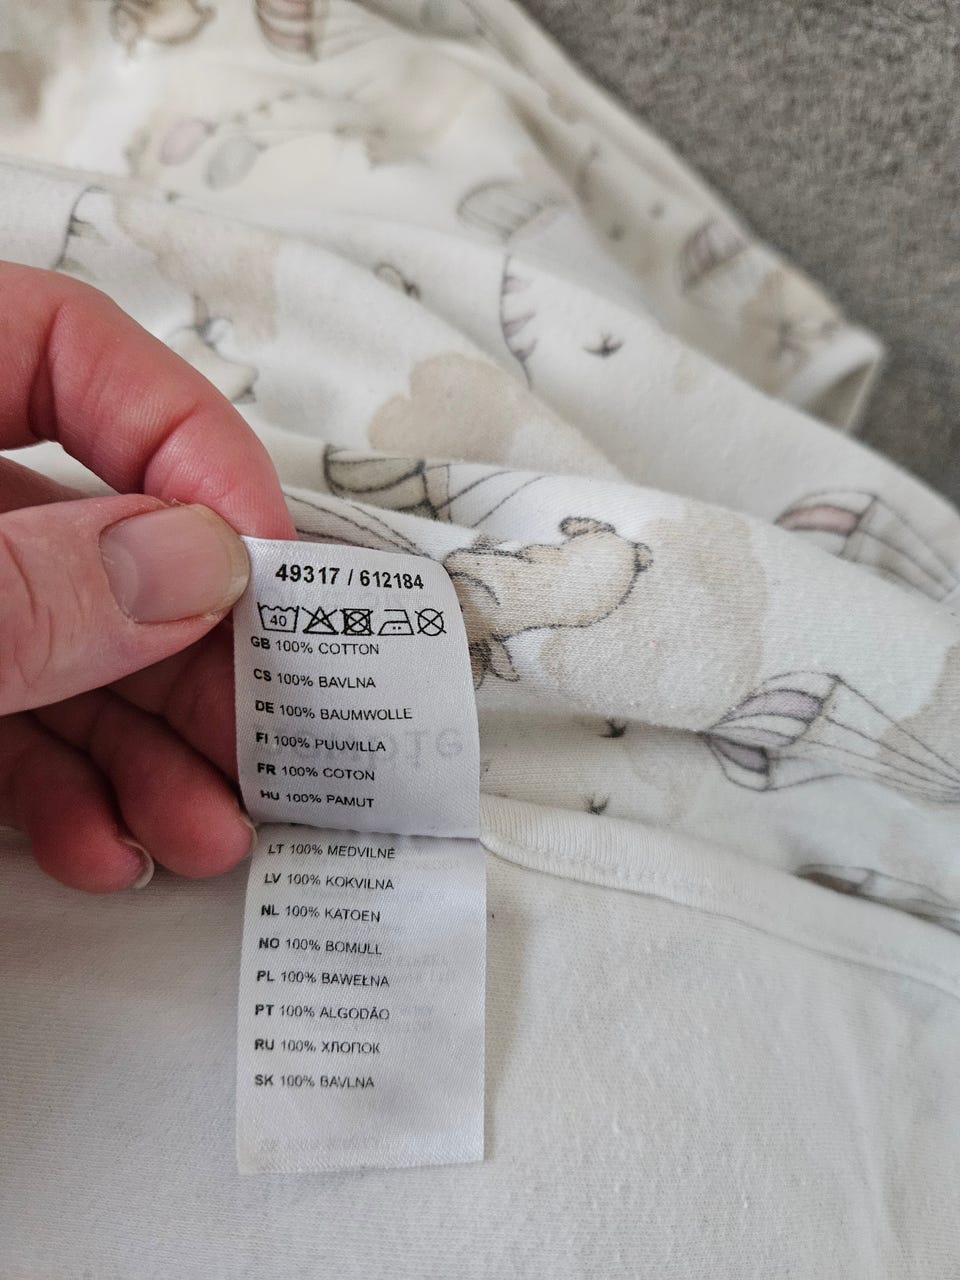 49317 / 612184
40
GB 100% COTTON
CS 100% BAVLNA
DE 100% BAUMWOLLE
FI 100% PUUVILLA
FR 100% COTON
HU 100% PAMUT
LT 100% MEDVILNĖ
LV 100% KOKVILNA
NL 100% KATOEN
NO 100% BOMULL
PL 100% BAWEŁNA
PT 100% ALGODÃO
RU 100% ХЛОПОК
SK 100% BAVLNA